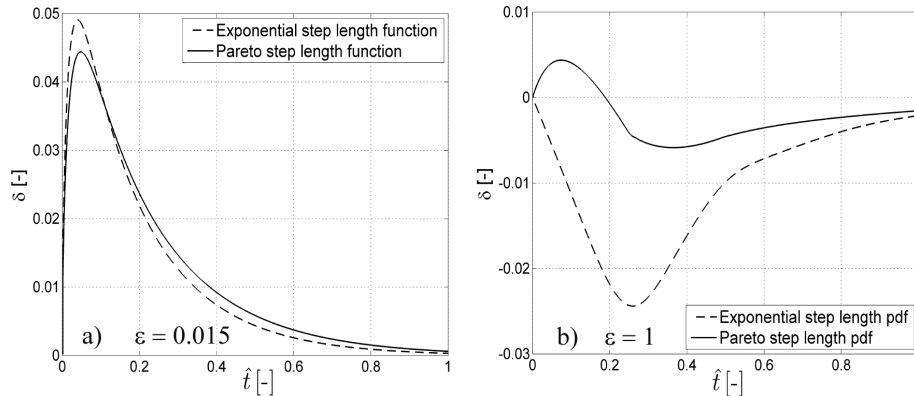 0.05
0.04
0.03
0.02
0.01
0
δ [-]
Exponential step length function
Pareto step length function
a) ε = 0.015
0 0.2 0.4 0.6 0.8 1
t̂ [-]
0.01
0
-0.01
-0.02
-0.03
δ [-]
Exponential step length pdf
Pareto step length pdf
b) ε = 1
0 0.2 0.4 0.6 0.8
t̂ [-]